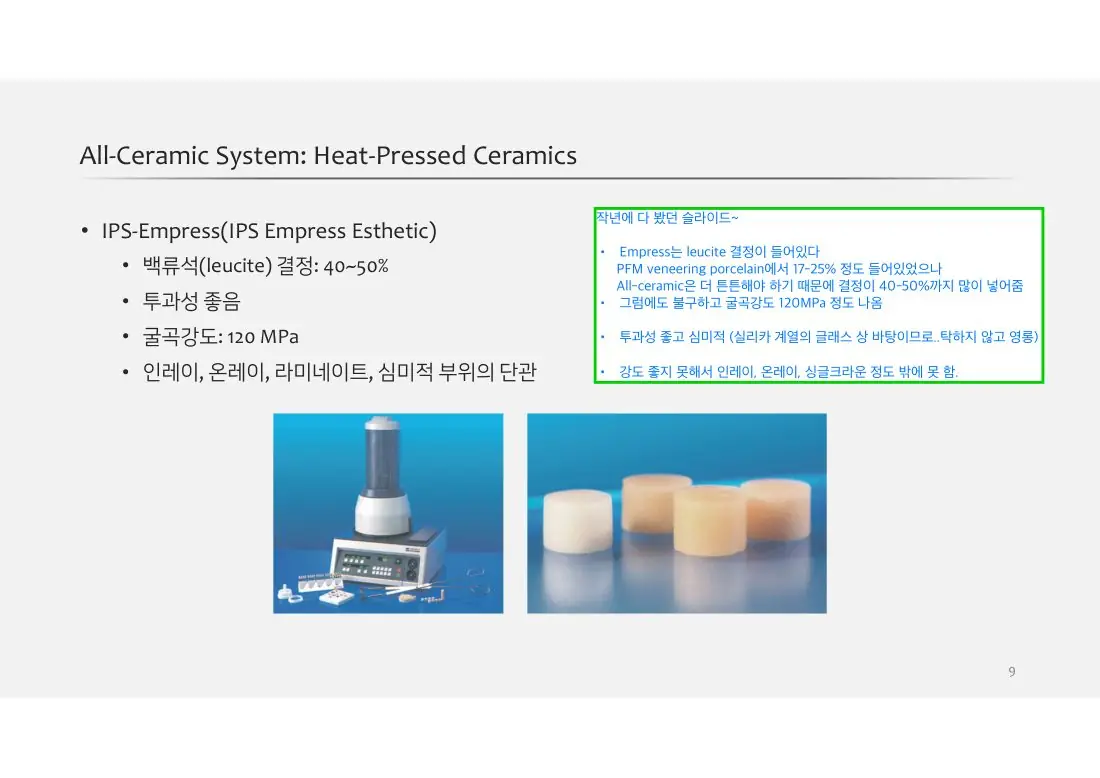 All-Ceramic System: Heat-Pressed Ceramics
• IPS-Empress(IPS Empress Esthetic)
• 백류석(leucite) 결정: 40~50%
• 투과성 좋음
• 굴곡강도: 120 MPa
• 인레이, 온레이, 라미네이트, 심미적 부위의 단관
작년에 다 봤던 슬라이드~
• Empress는 leucite 결정이 들어있다
PFM veneering porcelain에서 17-25% 정도 들어있었으나
All-ceramic은 더 튼튼해야 하기 때문에 결정이 40-50%까지 많이 넣어줌
• 그럼에도 불구하고 굴곡강도 120MPa 정도 나옴
• 투과성 좋고 심미적 (실리카 계열의 글래스 상 바탕이므로..탁하지 않고 영롱)
• 강도 좋지 못해서 인레이, 온레이, 싱글크라운 정도 밖에 못 함.
9